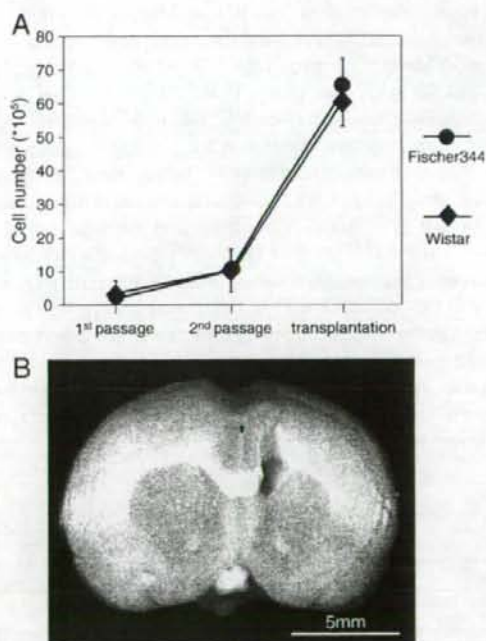 A
80
70
60
50
40
30
20
10
0
Cell number (*10⁵)
1st passage
2nd passage
transplantation
Fischer344
Wistar
B
5mm